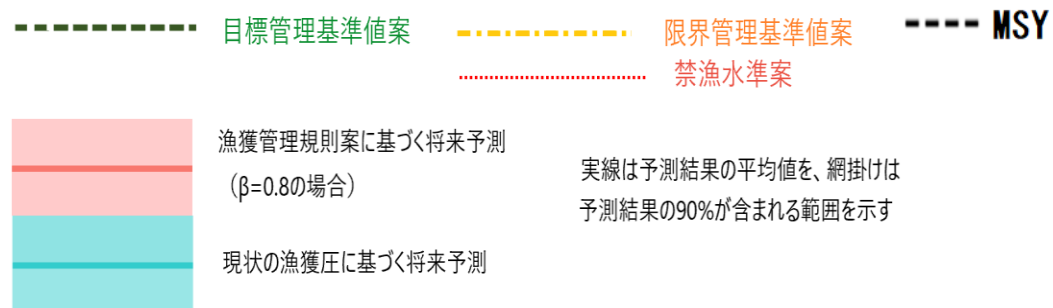 目標管理基準値案
限界管理基準値案
MSY
禁漁水準案
漁獲管理規則案に基づく将来予測
（β=0.8の場合）
実線は予測結果の平均値を、網掛けは
予測結果の90%が含まれる範囲を示す
現状の漁獲圧に基づく将来予測